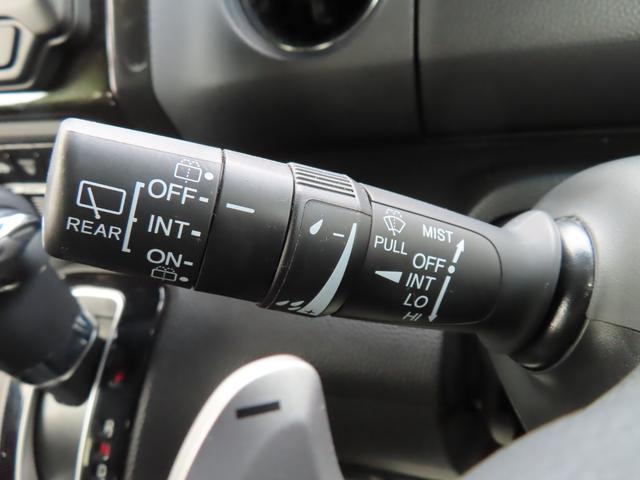 REAR
OFF
INT
ON
PULL
MIST
OFF
INT
LO
HI